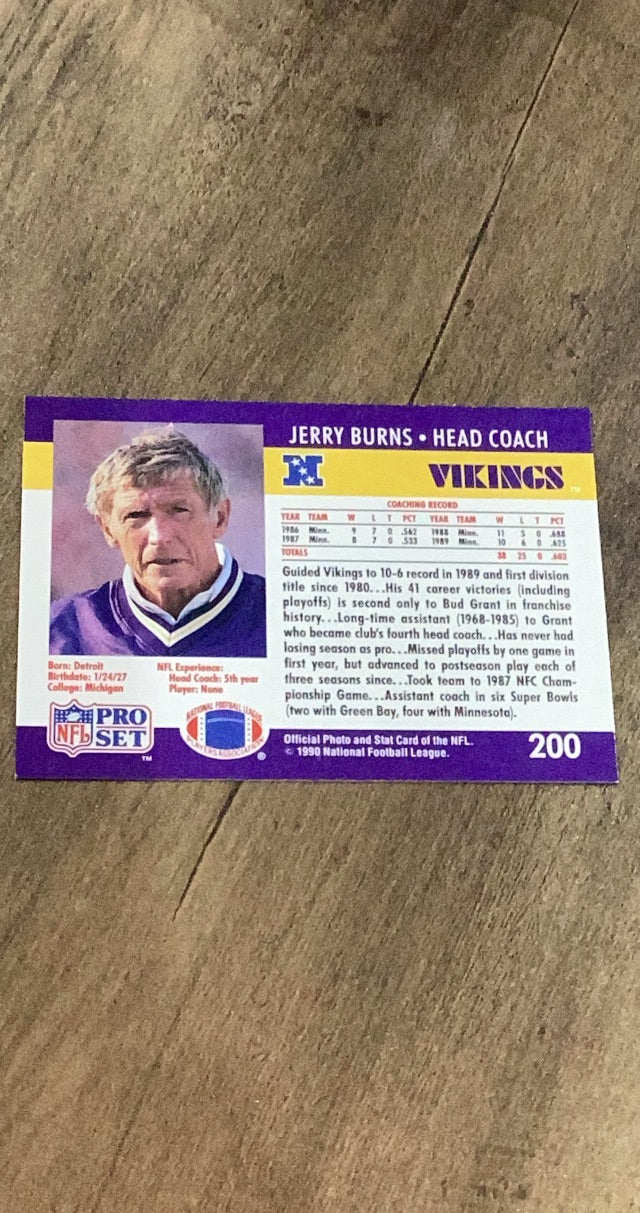 JERRY BURNS • HEAD COACH
N
VIKINGS
™
COACHING RECORD
YEAR TEAM W L T PCT YEAR TEAM W L T PCT
1986 Minn. 9 7 0 .562 1988 Minn. 11 5 0 .688
1987 Minn. 8 7 0 .533 1989 Minn. 10 6 0 .625
TOTALS 38 25 0 .603
Guided Vikings to 10-6 record in 1989 and first division
title since 1980...His 41 career victories (including
playoffs) is second only to Bud Grant in franchise
history...Long-time assistant (1968-1985) to Grant
who became club's fourth head coach...Has never had
losing season as pro...Missed playoffs by one game in
first year, but advanced to postseason play each of
three seasons since...Took team to 1987 NFC Cham-
pionship Game...Assistant coach in six Super Bowls
(two with Green Bay, four with Minnesota).
Born: Detroit
Birthdate: 1/24/27
College: Michigan
NFL Experience:
Head Coach: 5th year
Player: None
NFL PRO
SET
™
NATIONAL FOOTBALL LEAGUE
PLAYERS ASSOCIATION
®
Official Photo and Stat Card of the NFL.
© 1990 National Football League.
200